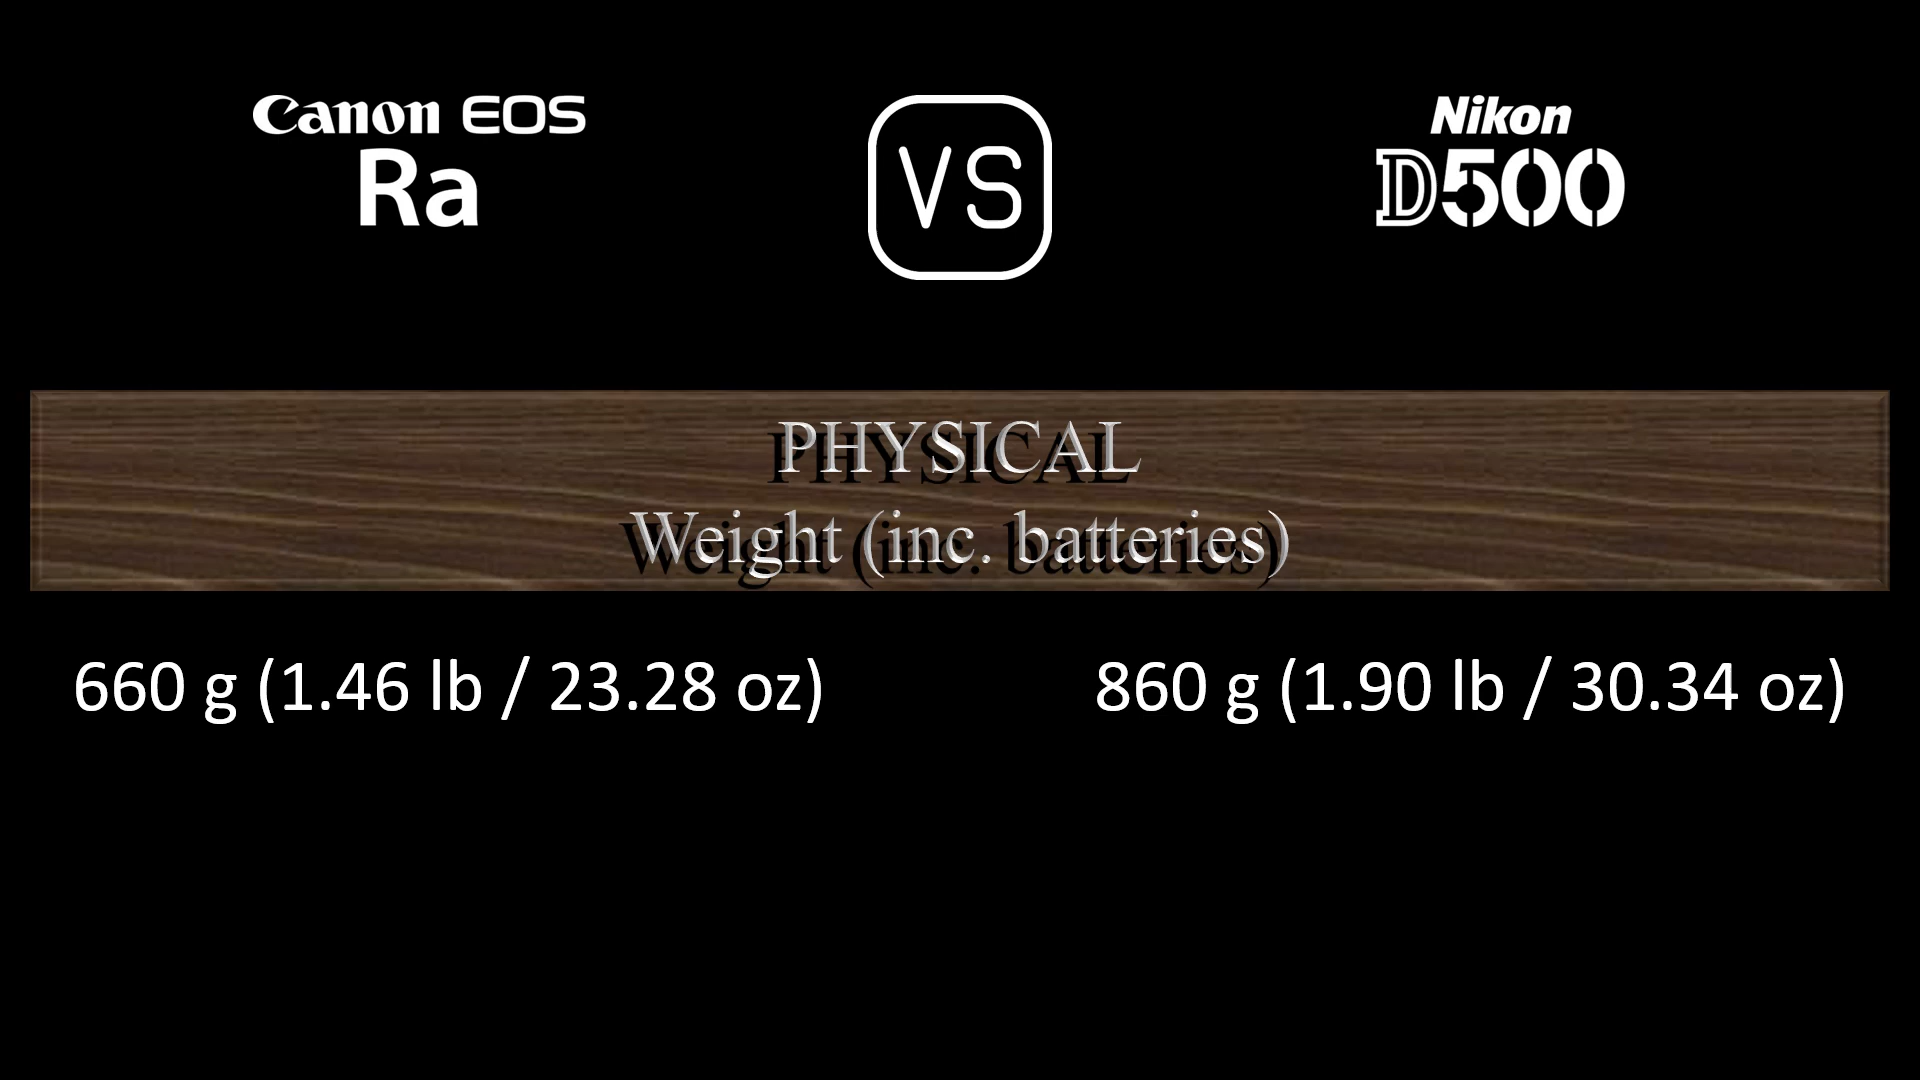 Canon EOS
Ra
VS
Nikon
D500
PHYSICAL
Weight (inc. batteries)
660 g (1.46 lb / 23.28 oz)
860 g (1.90 lb / 30.34 oz)